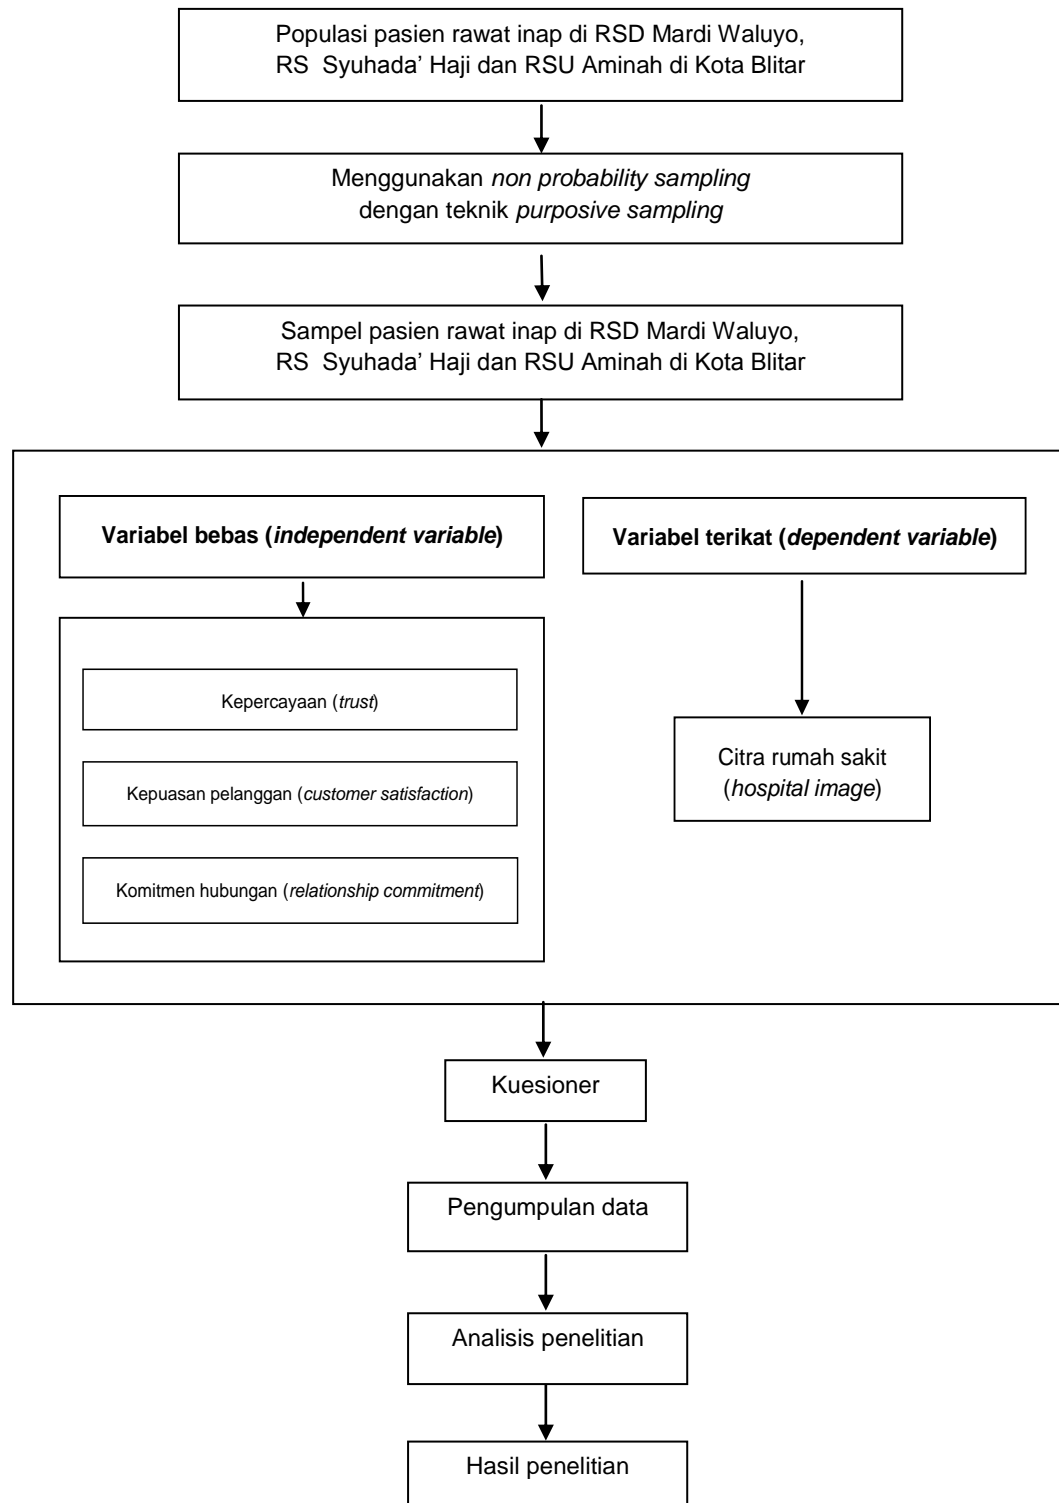 Populasi pasien rawat inap di RSD Mardi Waluyo,
RS Syuhada’ Haji dan RSU Aminah di Kota Blitar
Menggunakan non probability sampling
dengan teknik purposive sampling
Sampel pasien rawat inap di RSD Mardi Waluyo,
RS Syuhada’ Haji dan RSU Aminah di Kota Blitar
Variabel bebas (independent variable)
Kepercayaan (trust)
Kepuasan pelanggan (customer satisfaction)
Komitmen hubungan (relationship commitment)
Variabel terikat (dependent variable)
Citra rumah sakit
(hospital image)
Kuesioner
Pengumpulan data
Analisis penelitian
Hasil penelitian